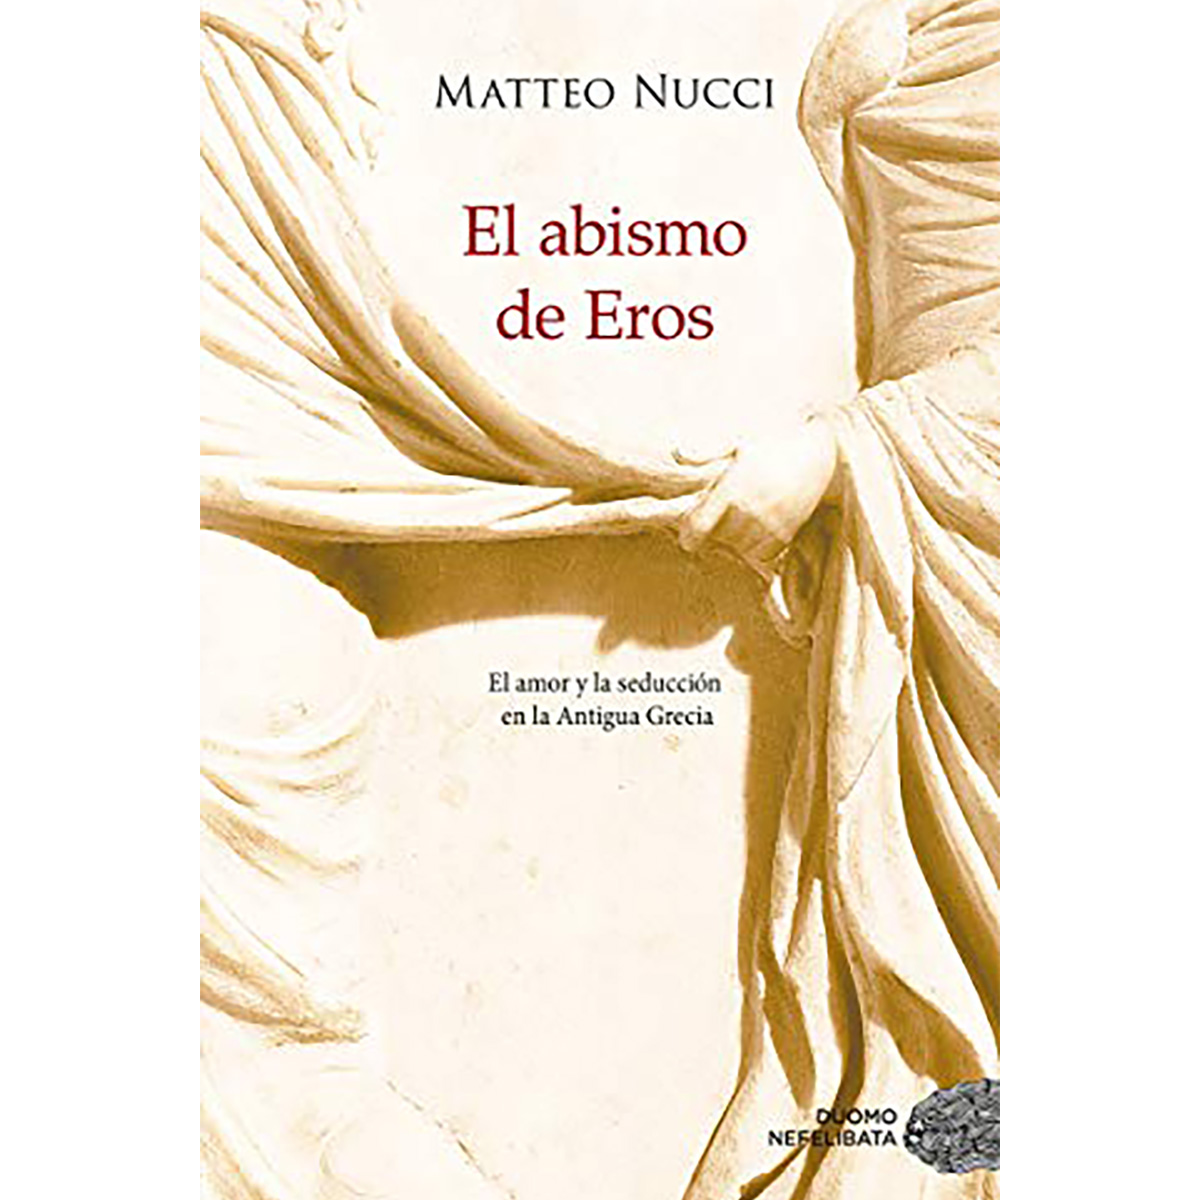 MATTEO NUCCI
El abismo
de Eros
El amor y la seducción
en la Antigua Grecia
DUOMO
NEFELIBATA